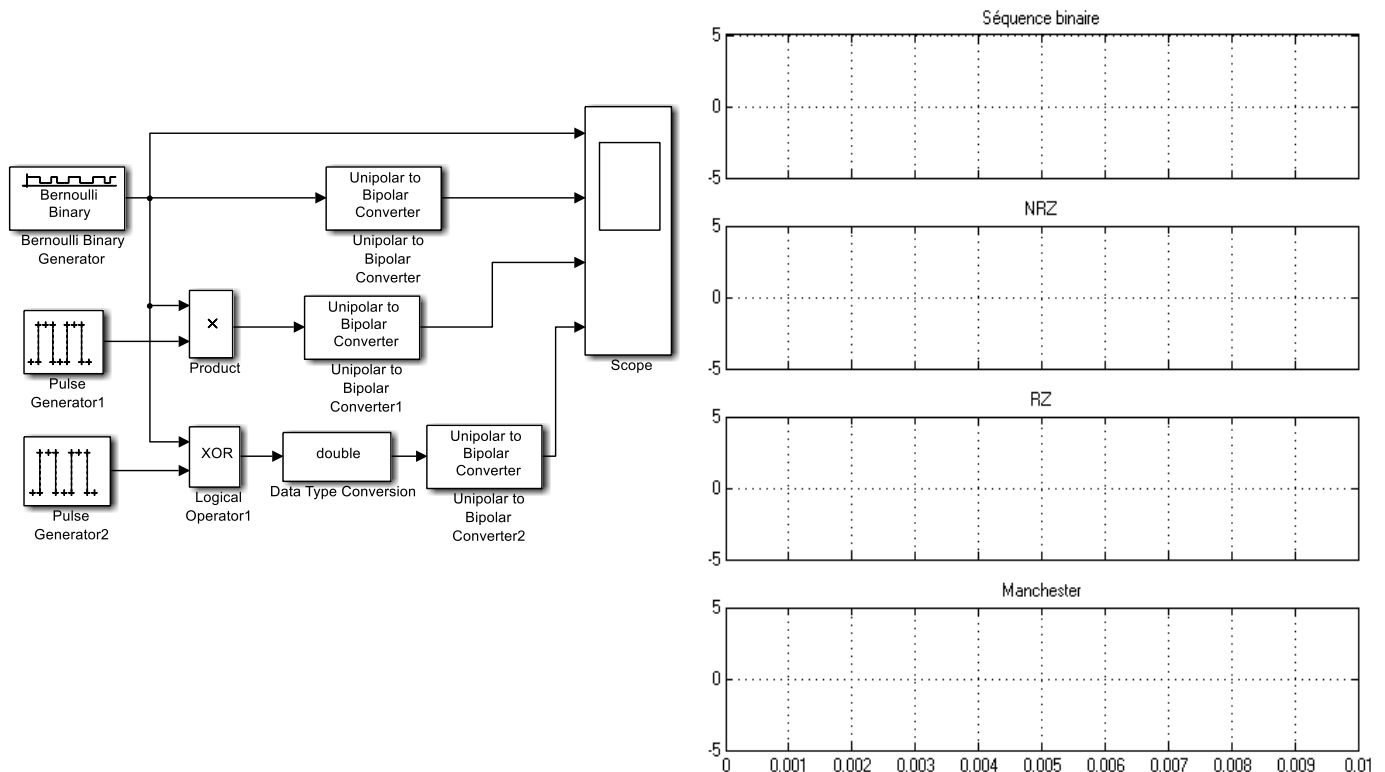 Bernoulli
Binary
Bernoulli Binary
Generator
Unipolar to
Bipolar
Converter
Unipolar to
Bipolar
Converter
Pulse
Generator1
×
Product
Unipolar to
Bipolar
Converter
Unipolar to
Bipolar
Converter1
Scope
Pulse
Generator2
XOR
Logical
Operator1
double
Data Type Conversion
Unipolar to
Bipolar
Converter
Unipolar to
Bipolar
Converter2
Séquence binaire
5
0
-5
NRZ
5
0
-5
RZ
5
0
-5
Manchester
5
0
-5
0 0.001 0.002 0.003 0.004 0.005 0.006 0.007 0.008 0.009 0.01